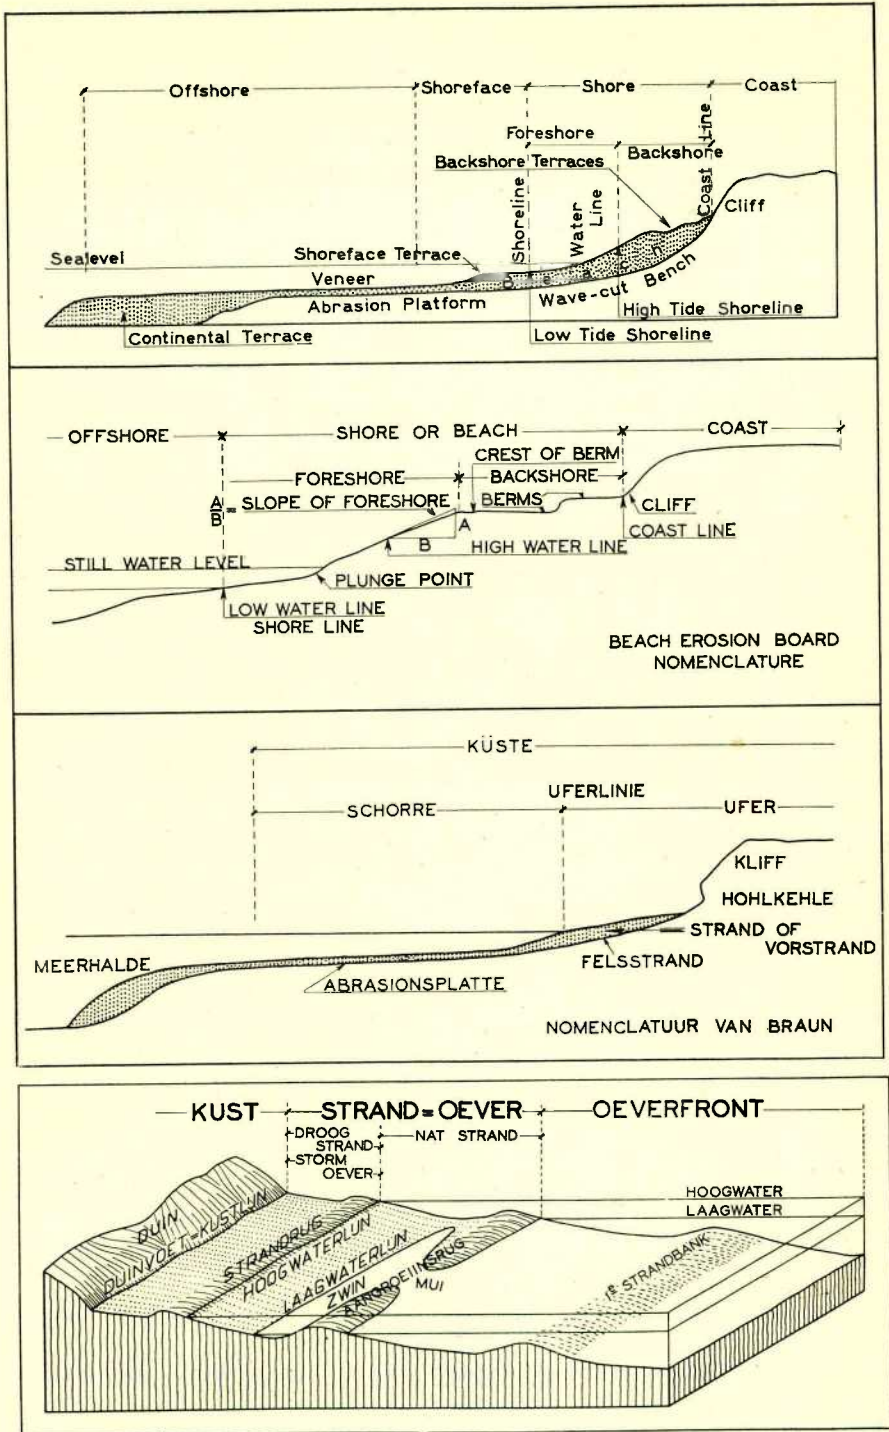 Offshore Shoreface Shore Coast
Foreshore
Backshore Terraces Backshore
Shoreline
Water Line
Coast Line
Cliff
Sealevel
Shoreface Terrace
Veneer
Beach
Abrasion Platform
Wave-cut Bench
High Tide Shoreline
Continental Terrace
Low Tide Shoreline
OFFSHORE SHORE OR BEACH COAST
CREST OF BERM
FORESHORE BACKSHORE
A/B = SLOPE OF FORESHORE
BERMS
A
B
CLIFF
COAST LINE
HIGH WATER LINE
STILL WATER LEVEL
PLUNGE POINT
LOW WATER LINE
SHORE LINE
BEACH EROSION BOARD
NOMENCLATURE
KÜSTE
UFERLINIE
SCHORRE UFER
KLIFF
HOHLKEHLE
STRAND OF
VORSTRAND
MEERHALDE
FELSSTRAND
ABRASIONSPLATTE
NOMENCLATUUR VAN BRAUN
KUST STRAND=OEVER OEVERFRONT
DROOG
STRAND
NAT STRAND
STORM
OEVER
HOOGWATER
LAAGWATER
DUIN
DUINVOET=KUSTLIJN
STRANDRUG
HOOGWATERLIJN
LAAGWATERLIJN
ZWIN
AANGROEIINGSRUG
MUI
1e STRANDBANK